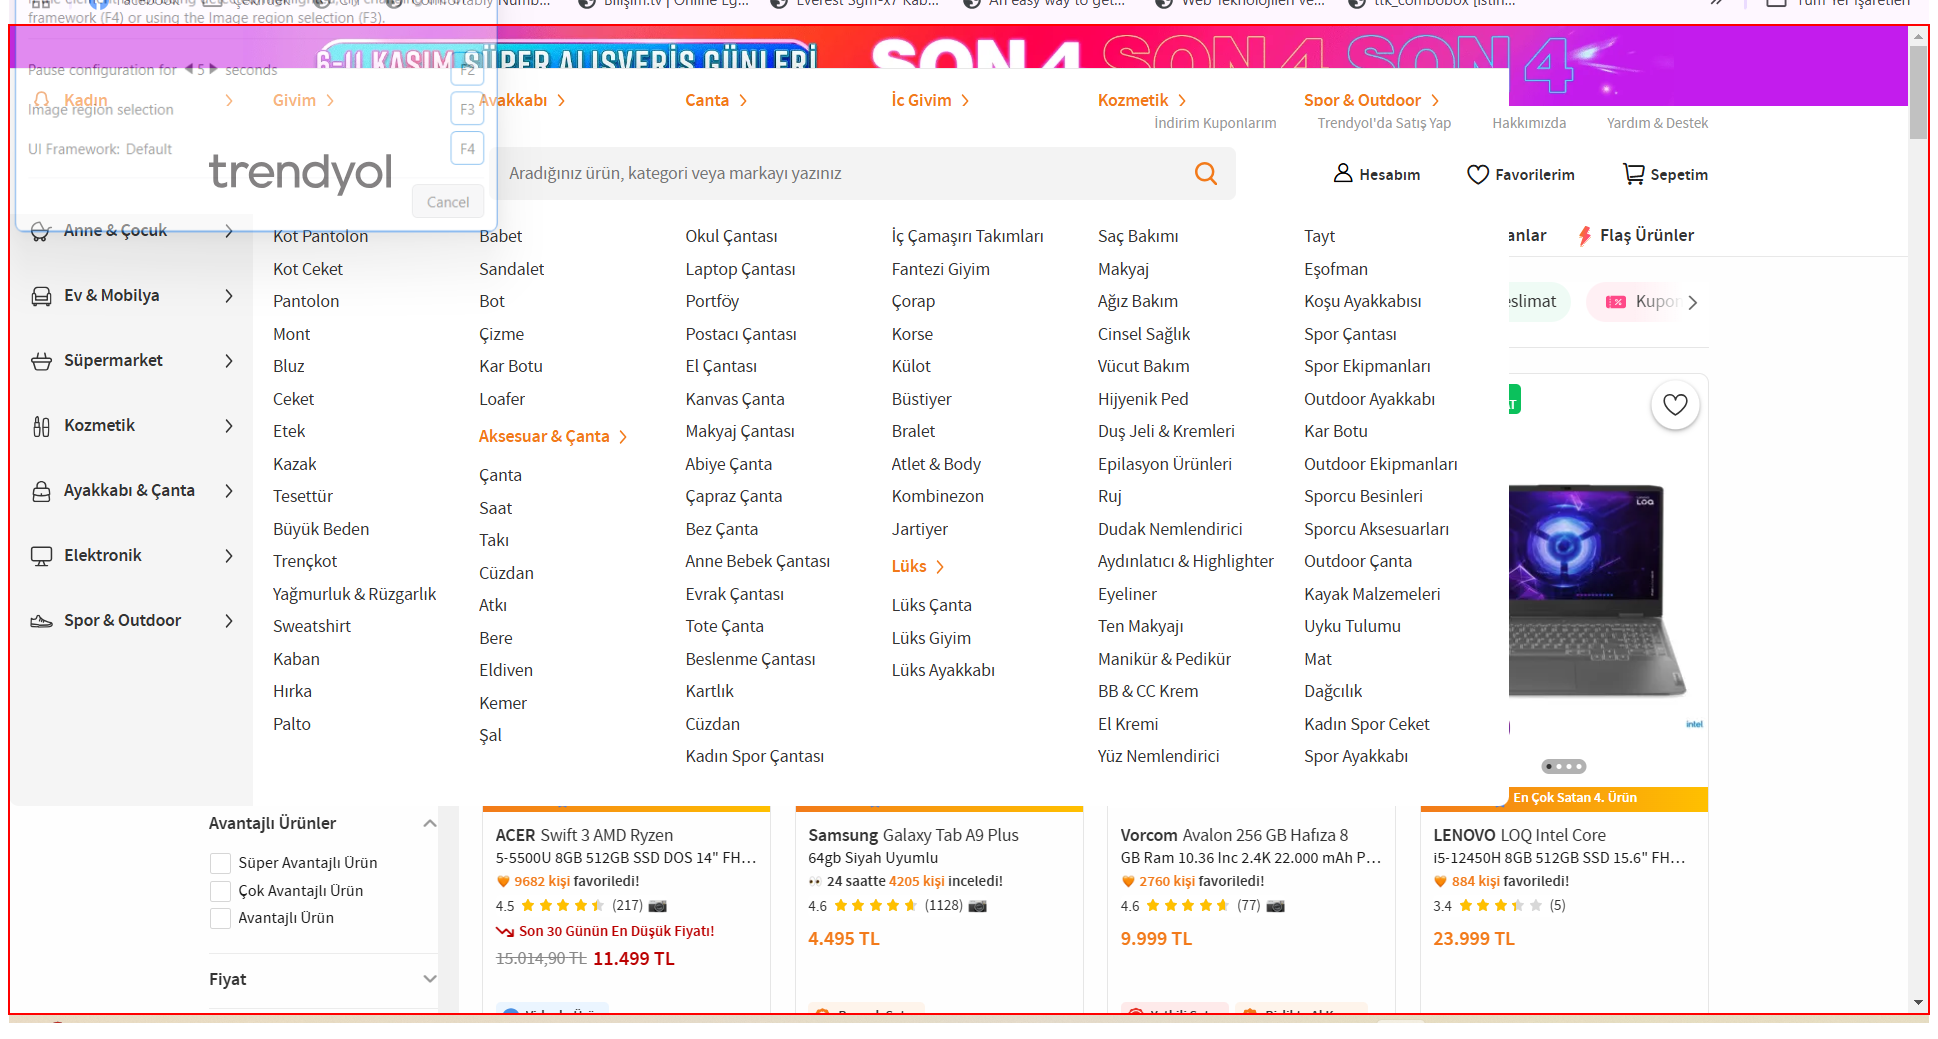 Facebook
Bilişim.tv | Online Eğ...
Everest Sgm-x7 Kab...
An easy way to get...
Web Teknolojileri ve...
ttk_combobox [Istih...
Tüm Yer İşaretleri
framework (F4) or using the Image region selection (F3).
6-11 KASIM SÜPER ALIŞVERİŞ GÜNLERİ
SON 4 SON 4 SON 4
Pause configuration for 5 seconds F2
Kadın
Giyim
Ayakkabı
Çanta
İç Giyim
Kozmetik
Spor & Outdoor
Image region selection F3
İndirim Kuponlarım
Trendyol'da Satış Yap
Hakkımızda
Yardım & Destek
UI Framework: Default F4
trendyol
Aradığınız ürün, kategori veya markayı yazınız
Hesabım
Favorilerim
Sepetim
Cancel
Anne & Çocuk
Ev & Mobilya
Süpermarket
Kozmetik
Ayakkabı & Çanta
Elektronik
Spor & Outdoor
Kot Pantolon
Kot Ceket
Pantolon
Mont
Bluz
Ceket
Etek
Kazak
Tesettür
Büyük Beden
Trençkot
Yağmurluk & Rüzgarlık
Sweatshirt
Kaban
Hırka
Palto
Babet
Sandalet
Bot
Çizme
Kar Botu
Loafer
Aksesuar & Çanta
Çanta
Saat
Takı
Cüzdan
Atkı
Bere
Eldiven
Kemer
Şal
Okul Çantası
Laptop Çantası
Portföy
Postacı Çantası
El Çantası
Kanvas Çanta
Makyaj Çantası
Abiye Çanta
Çapraz Çanta
Bez Çanta
Anne Bebek Çantası
Evrak Çantası
Tote Çanta
Beslenme Çantası
Kartlık
Cüzdan
Kadın Spor Çantası
İç Çamaşırı Takımları
Fantezi Giyim
Çorap
Korse
Külot
Büstiyer
Bralet
Atlet & Body
Kombinezon
Jartiyer
Lüks
Lüks Çanta
Lüks Giyim
Lüks Ayakkabı
Saç Bakımı
Makyaj
Ağız Bakım
Cinsel Sağlık
Vücut Bakım
Hijyenik Ped
Duş Jeli & Kremleri
Epilasyon Ürünleri
Ruj
Dudak Nemlendirici
Aydınlatıcı & Highlighter
Eyeliner
Ten Makyajı
Manikür & Pedikür
BB & CC Krem
El Kremi
Yüz Nemlendirici
Tayt
Eşofman
Koşu Ayakkabısı
Spor Çantası
Spor Ekipmanları
Outdoor Ayakkabı
Kar Botu
Outdoor Ekipmanları
Sporcu Besinleri
Sporcu Aksesuarları
Outdoor Çanta
Kayak Malzemeleri
Uyku Tulumu
Mat
Dağcılık
Kadın Spor Ceket
Spor Ayakkabı
anlar
Flaş Ürünler
eslimat
Kupon
LOQ
intel
En Çok Satan 4. Ürün
Avantajlı Ürünler
Süper Avantajlı Ürün
Çok Avantajlı Ürün
Avantajlı Ürün
Fiyat
ACER Swift 3 AMD Ryzen
5-5500U 8GB 512GB SSD DOS 14" FH...
9682 kişi favoriledi!
4.5 (217)
Son 30 Günün En Düşük Fiyatı!
15.014,90 TL 11.499 TL
Samsung Galaxy Tab A9 Plus
64gb Siyah Uyumlu
24 saatte 4205 kişi inceledi!
4.6 (1128)
4.495 TL
Vorcom Avalon 256 GB Hafıza 8
GB Ram 10.36 Inc 2.4K 22.000 mAh P...
2760 kişi favoriledi!
4.6 (77)
9.999 TL
LENOVO LOQ Intel Core
i5-12450H 8GB 512GB SSD 15.6" FH...
884 kişi favoriledi!
3.4 (5)
23.999 TL